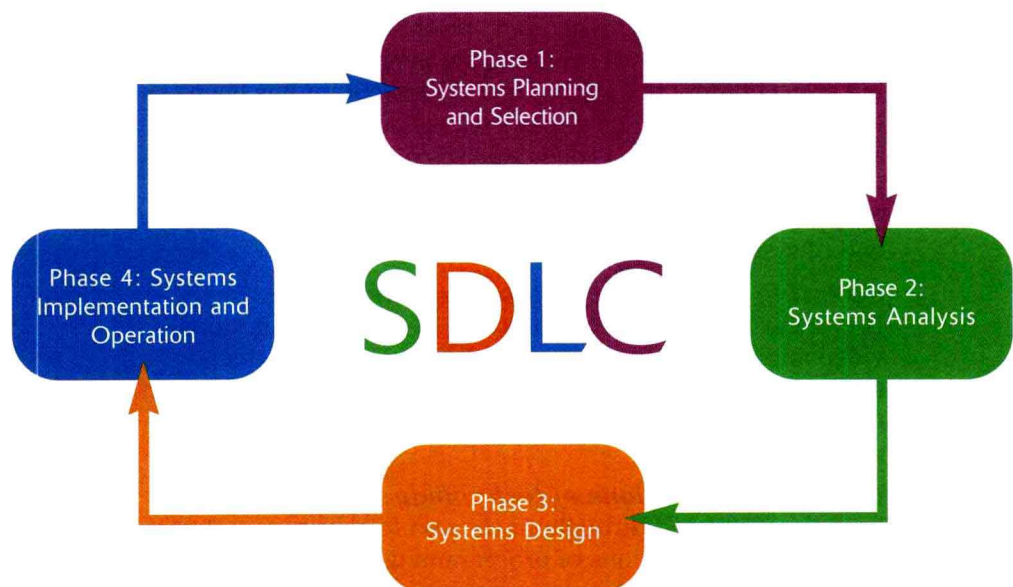 Phase 1:
Systems Planning
and Selection
Phase 4: Systems
Implementation and
Operation
SDLC
Phase 2:
Systems Analysis
Phase 3:
Systems Design